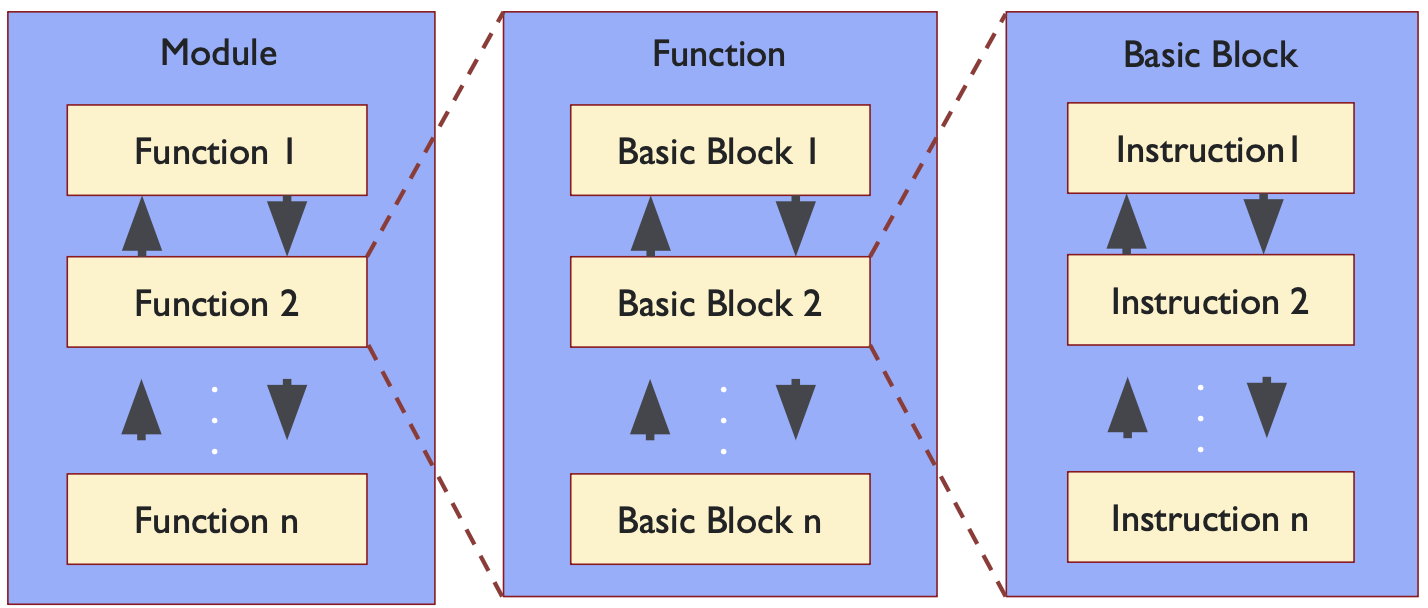 Module
Function 1
Function 2
Function n
Function
Basic Block 1
Basic Block 2
Basic Block n
Basic Block
Instruction1
Instruction 2
Instruction n